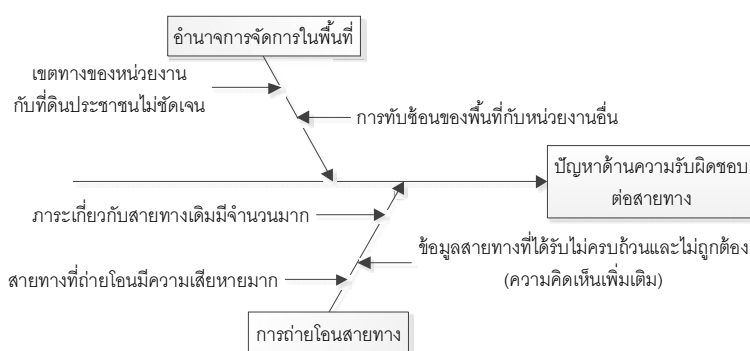 อำนาจการจัดการในพื้นที่
เขตทางของหน่วยงาน
กับที่ดินประชาชนไม่ชัดเจน
การทับซ้อนของพื้นที่กับหน่วยงานอื่น
ปัญหาด้านความรับผิดชอบ
ต่อสายทาง
ภาระเกี่ยวกับสายทางเดิมมีจำนวนมาก
ข้อมูลสายทางที่ได้รับไม่ครบถ้วนและไม่ถูกต้อง
(ความคิดเห็นเพิ่มเติม)
สายทางที่ถ่ายโอนมีความเสียหายมาก
การถ่ายโอนสายทาง